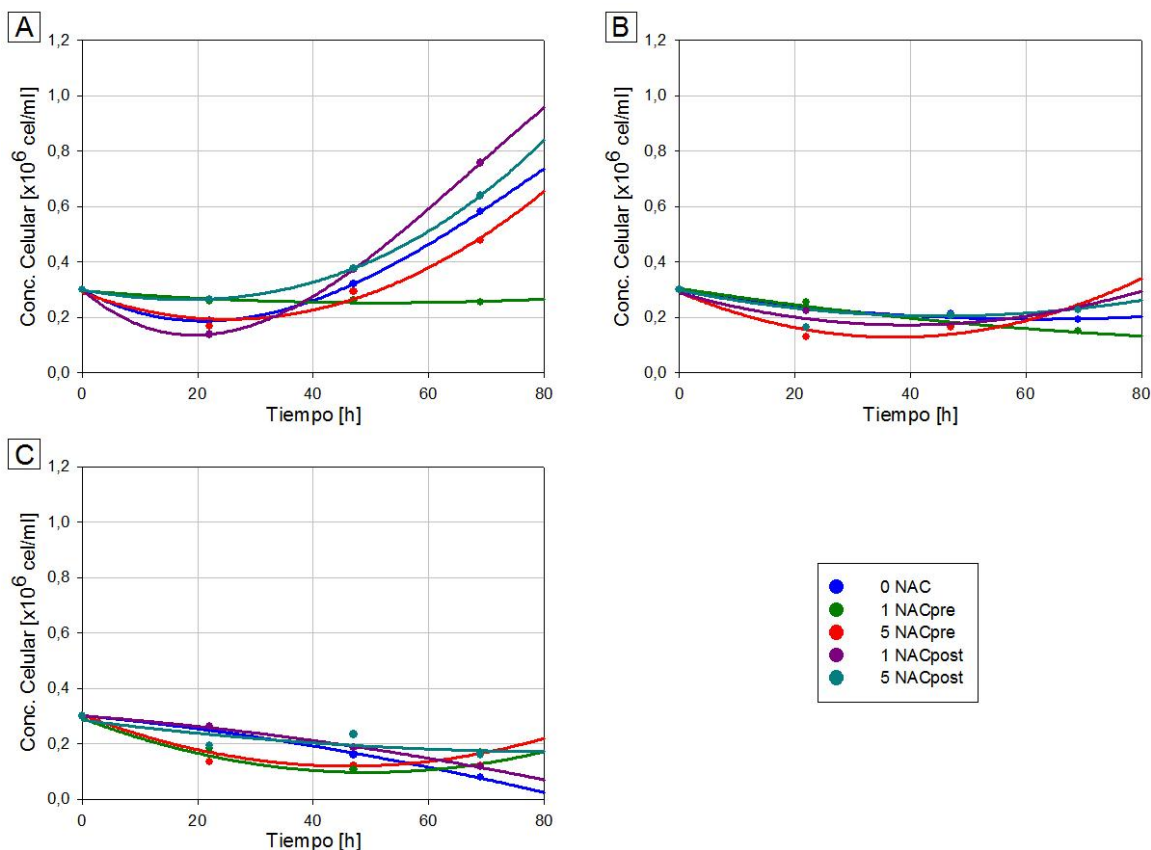 A
Conc. Celular [x10⁶ cel/ml]
1,2
1,0
0,8
0,6
0,4
0,2
0,0
0 20 40 60 80
Tiempo [h]
B
Conc. Celular [x10⁶ cel/ml]
1,2
1,0
0,8
0,6
0,4
0,2
0,0
0 20 40 60 80
Tiempo [h]
C
Conc. Celular [x10⁶ cel/ml]
1,2
1,0
0,8
0,6
0,4
0,2
0,0
0 20 40 60 80
Tiempo [h]
0 NAC
1 NACpre
5 NACpre
1 NACpost
5 NACpost